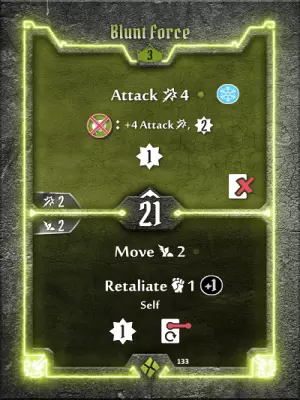 Blunt Force
3
Attack 4
: +4 Attack , 2
1
2
21
2
Move 2
Retaliate 1 +1
Self
1
133